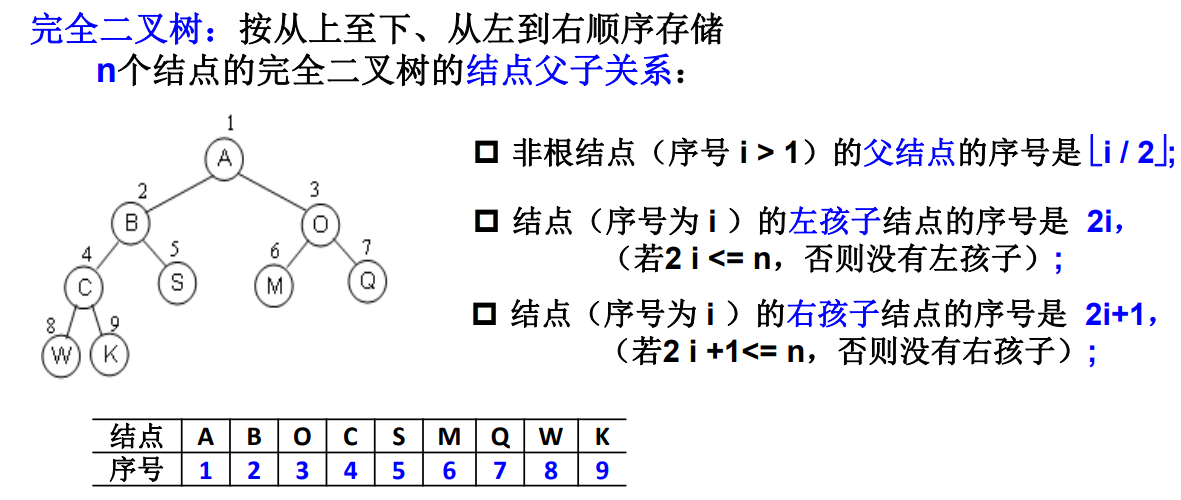 完全二叉树：按从上至下、从左到右顺序存储
n个结点的完全二叉树的结点父子关系：
非根结点（序号 i > 1）的父结点的序号是 ⌊i / 2⌋;
结点（序号为 i ）的左孩子结点的序号是 2i，
（若2 i <= n，否则没有左孩子）;
结点（序号为 i ）的右孩子结点的序号是 2i+1，
（若2 i +1<= n，否则没有右孩子）;
1
A
2 3
B O
4 5 6 7
C S M Q
8 9
W K
结点 A B O C S M Q W K
序号 1 2 3 4 5 6 7 8 9